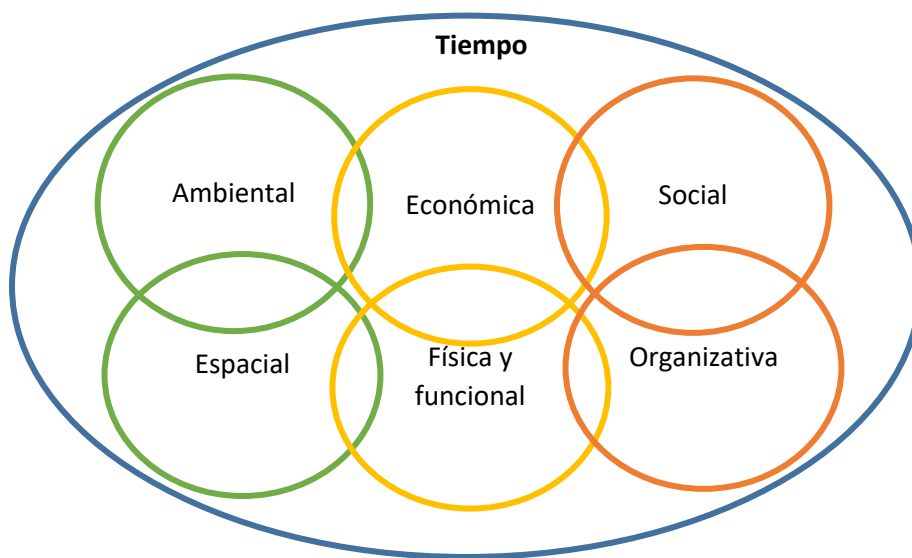 Tiempo
Ambiental
Económica
Social
Espacial
Física y
funcional
Organizativa